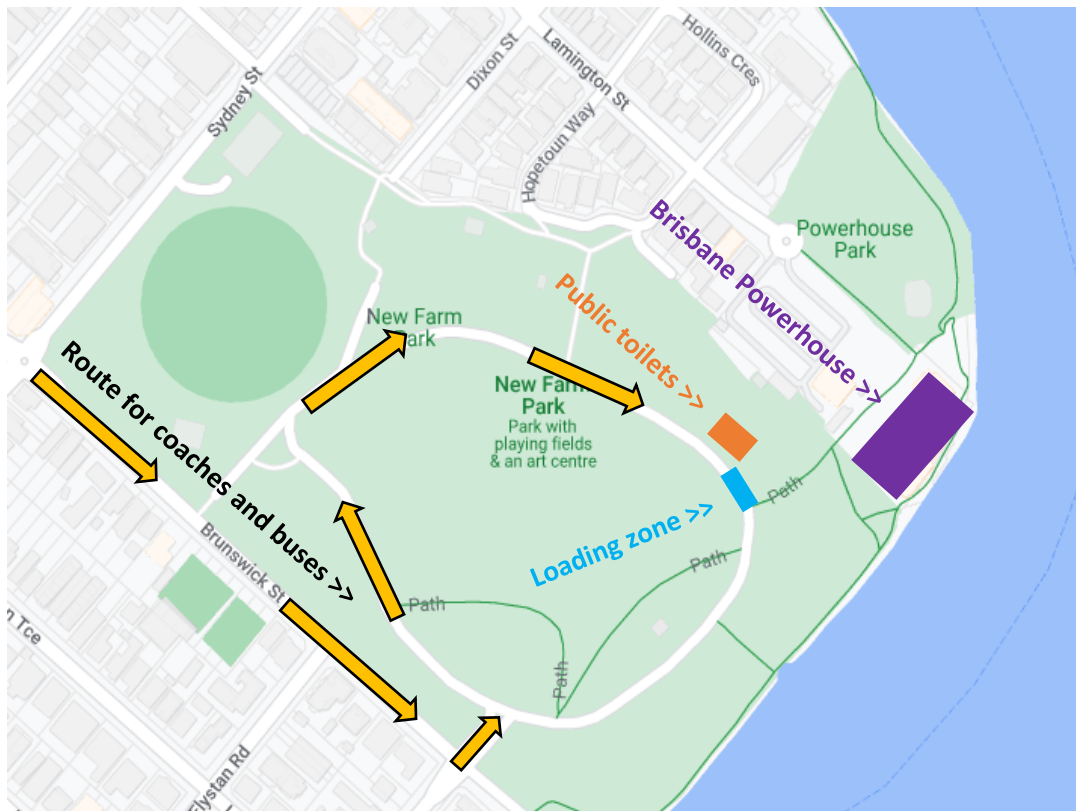 Sydney St
Dixon St
Lamington St
Hollins Cres
Hopetoun Way
Brisbane Powerhouse >>
Powerhouse
Park
Public toilets >>
New Farm
Park
Route for coaches and buses >>
New Farm
Park
Park with
playing fields
& an art centre
Loading zone >>
Path
Path
Brunswick St
Path
Path
n Tce
Elystan Rd